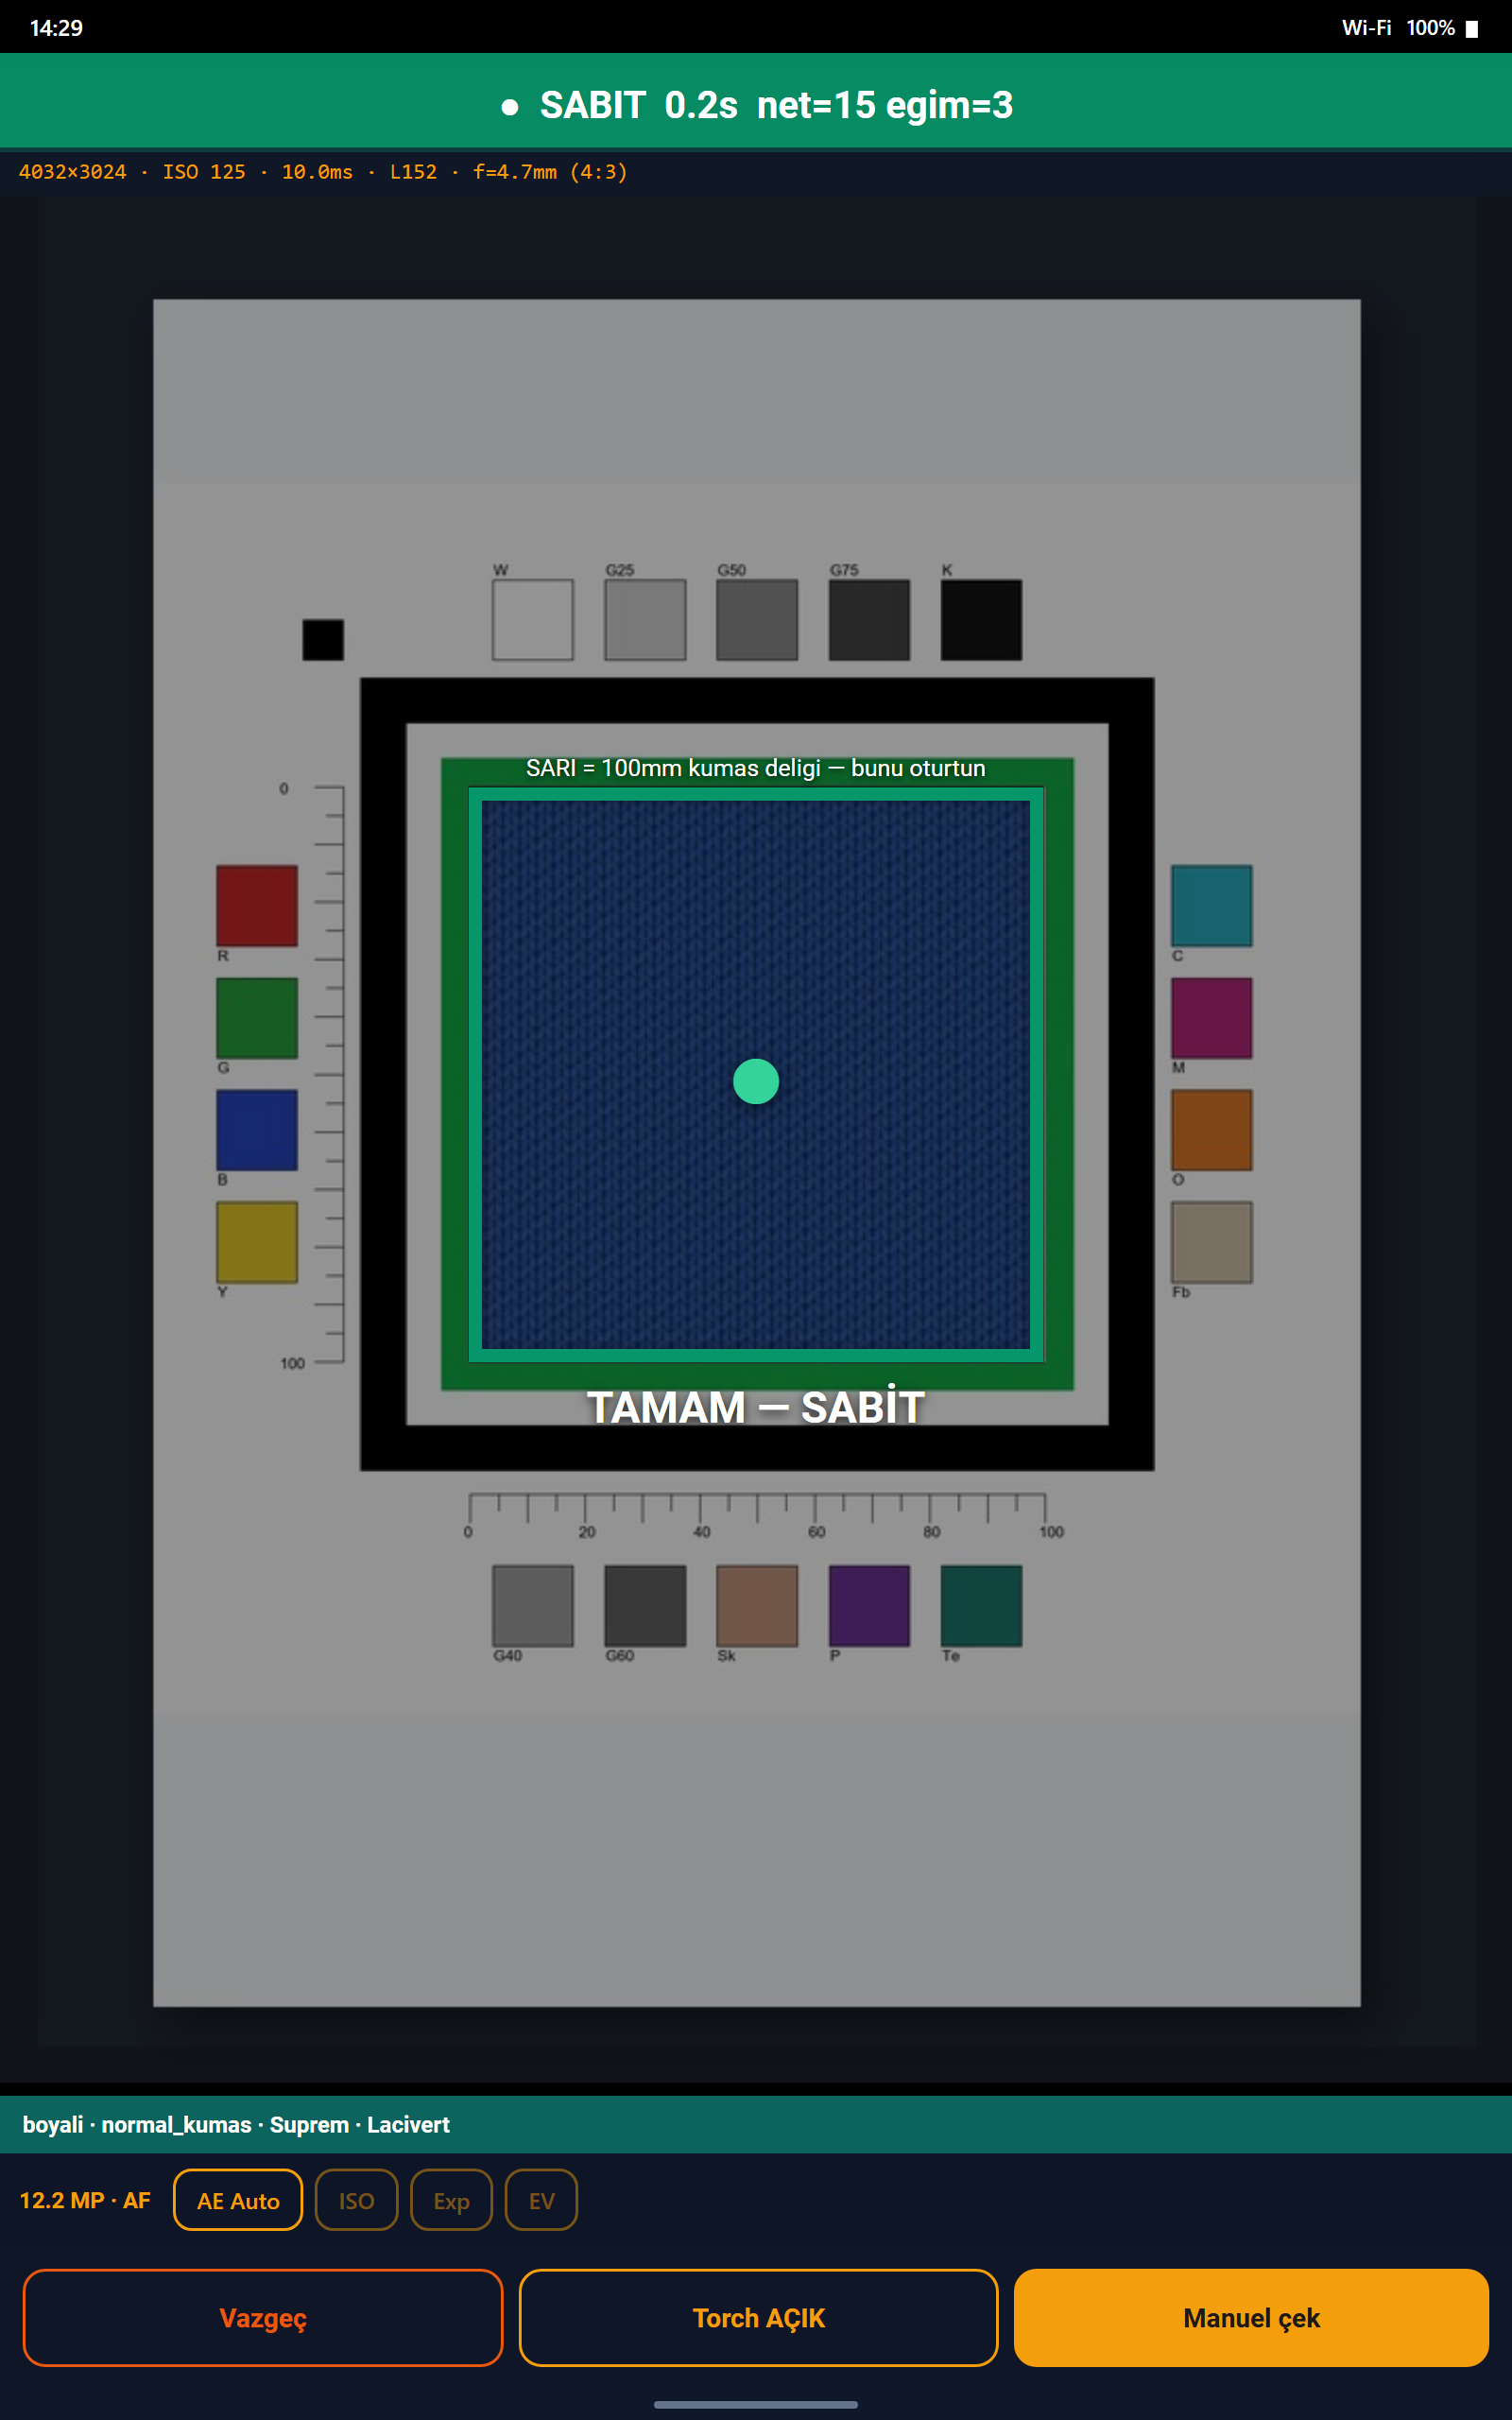 14:29
Wi-Fi 100%
● SABIT 0.2s net=15 egim=3
4032×3024 · ISO 125 · 10.0ms · L152 · f=4.7mm (4:3)
W G25 G50 G75 K
SARI = 100mm kumas deligi — bunu oturtun
0
R
C
G
M
B
O
Y
Fb
100
TAMAM — SABİT
0 20 40 60 80 100
G40 G60 Sk P Te
boyali · normal_kumas · Suprem · Lacivert
12.2 MP · AF AE Auto ISO Exp EV
Vazgeç Torch AÇIK Manuel çek